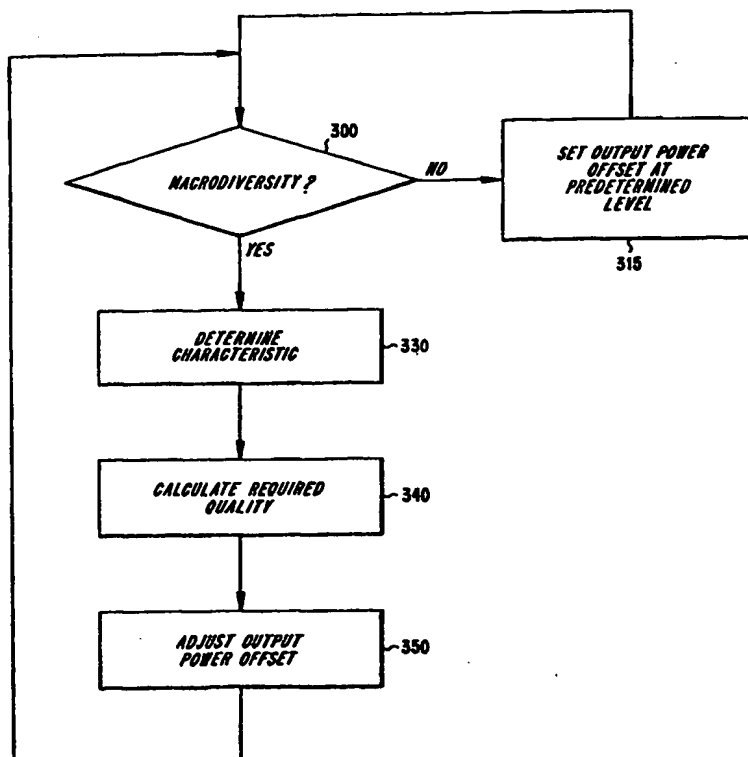 300
MACRODIVERSITY?
NO
SET OUTPUT POWER
OFFSET AT
PREDETERMINED
LEVEL
315
YES
DETERMINE
CHARACTERISTIC
330
CALCULATE REQUIRED
QUALITY
340
ADJUST OUTPUT
POWER OFFSET
350